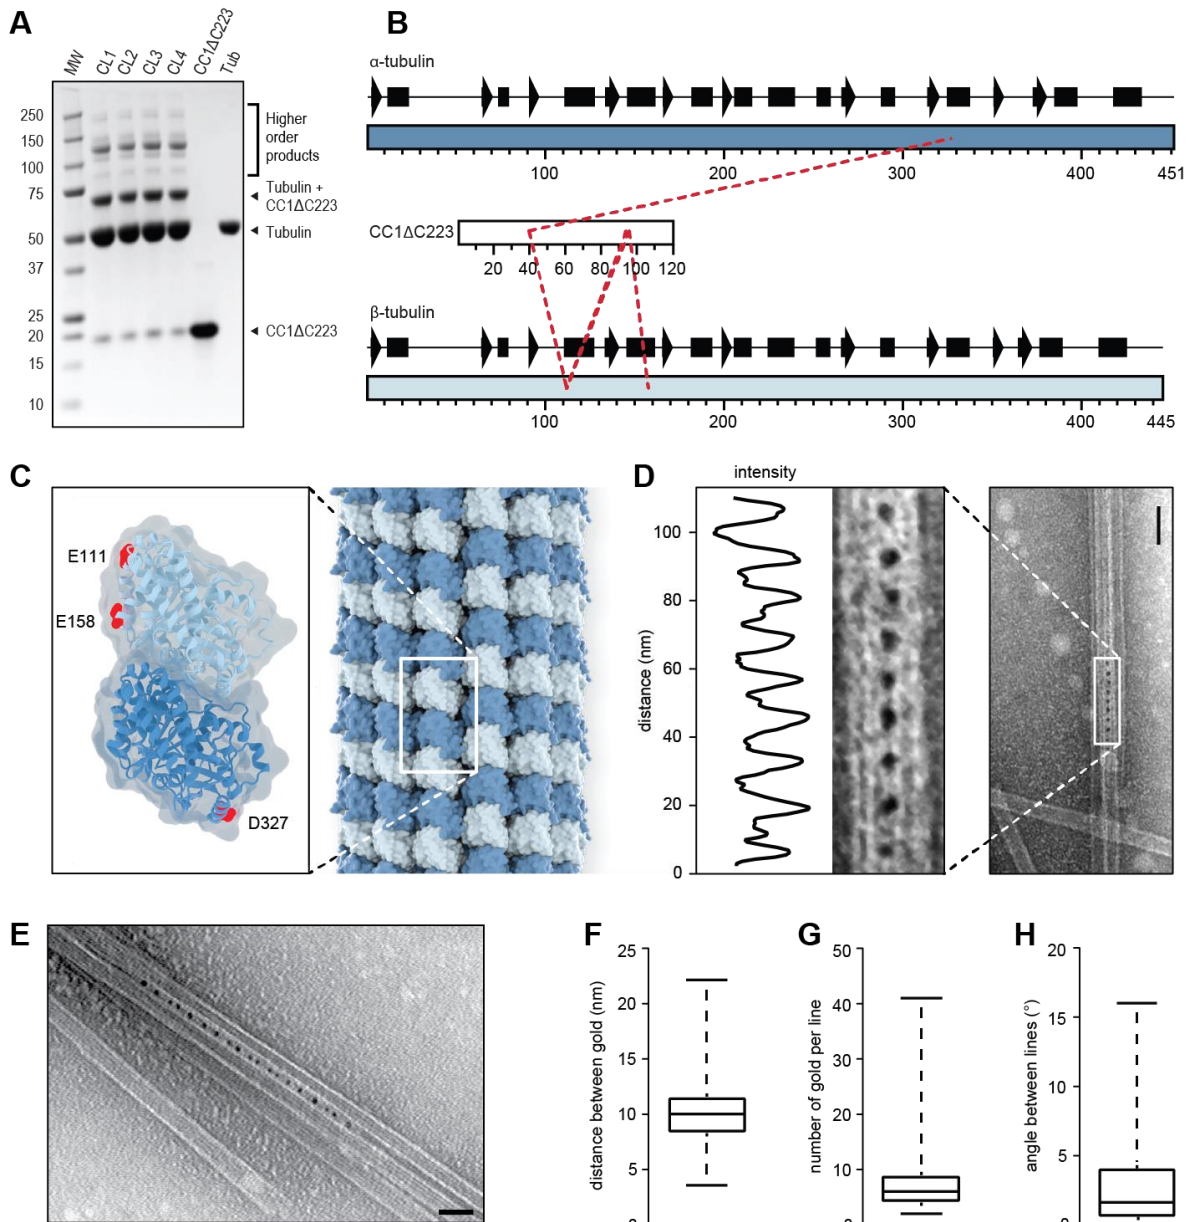 A
MW
CL1
CL2
CL3
CL4
CC1ΔC223
Tub
250
150
100
75
50
37
25
20
15
10
Higher
order
products
Tubulin +
CC1ΔC223
Tubulin
CC1ΔC223
B
α-tubulin
100
200
300
400
451
CC1ΔC223
20
40
60
80
100
120
β-tubulin
100
200
300
400
445
C
E111
E158
D327
D
intensity
distance (nm)
100
80
60
40
20
0
E
F
distance between gold (nm)
25
20
15
10
5
0
G
number of gold per line
50
40
30
20
10
0
H
angle between lines (°)
20
15
10
5
0